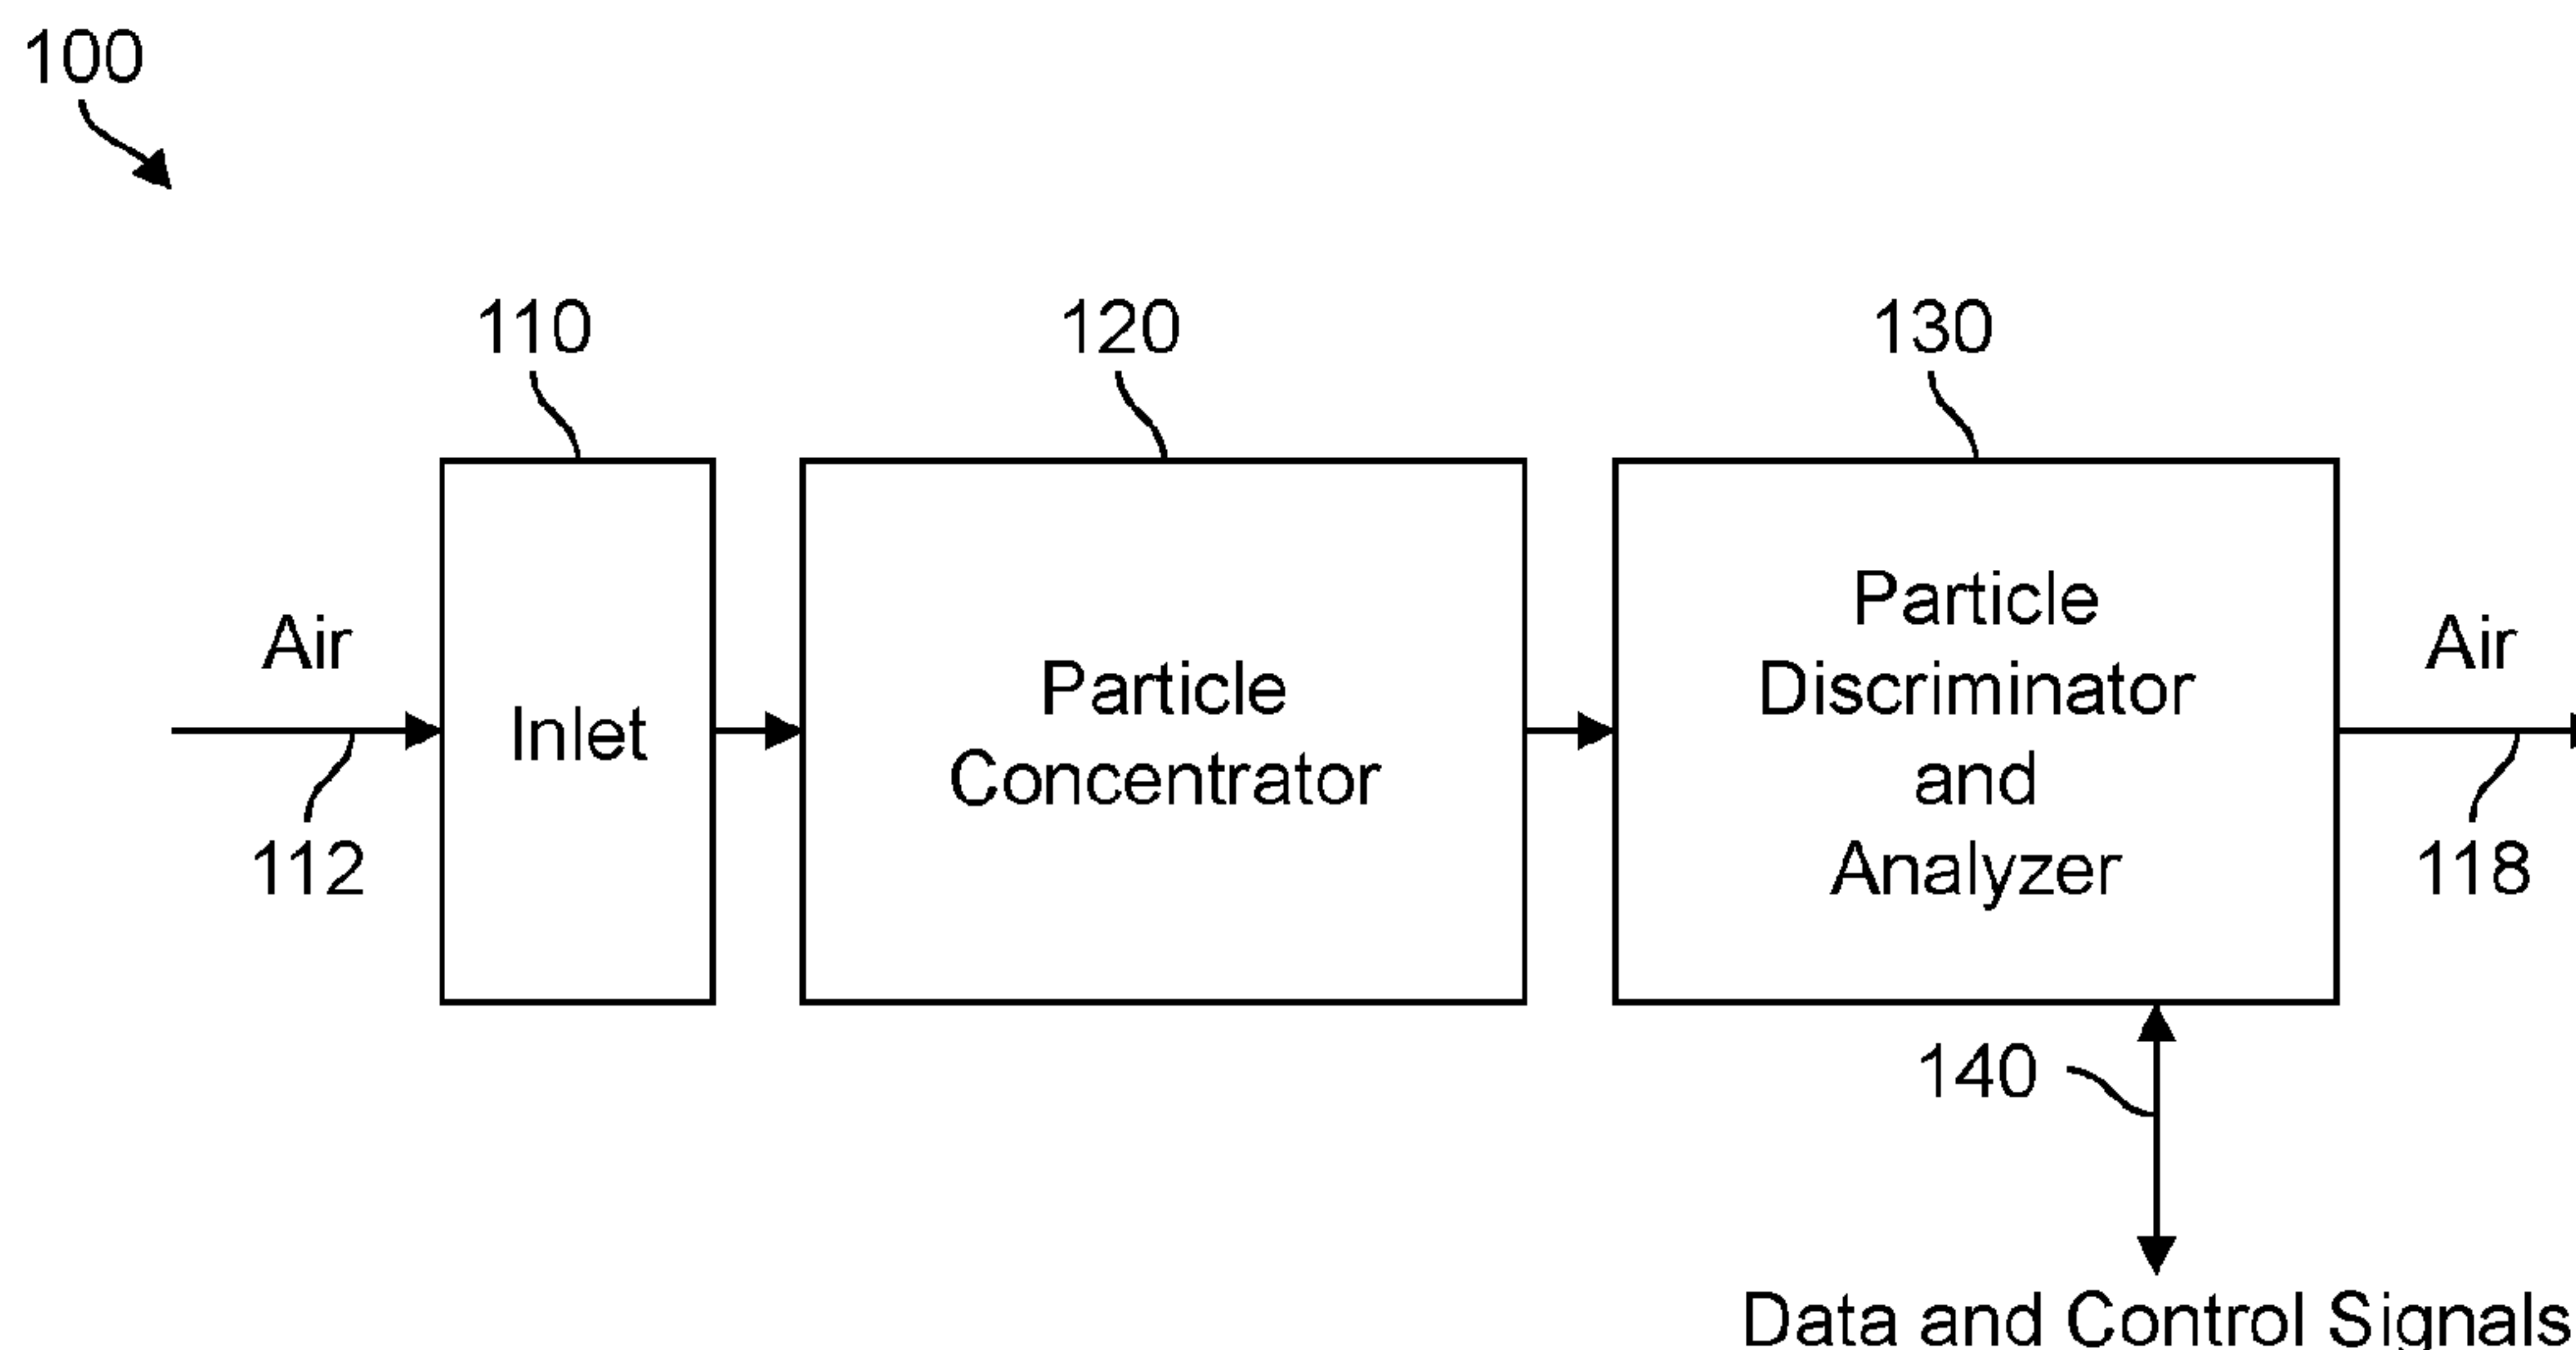 100
110
120
130
Air
Inlet
112
Particle
Concentrator
Particle
Discriminator
and
Analyzer
Air
118
140
Data and Control Signals